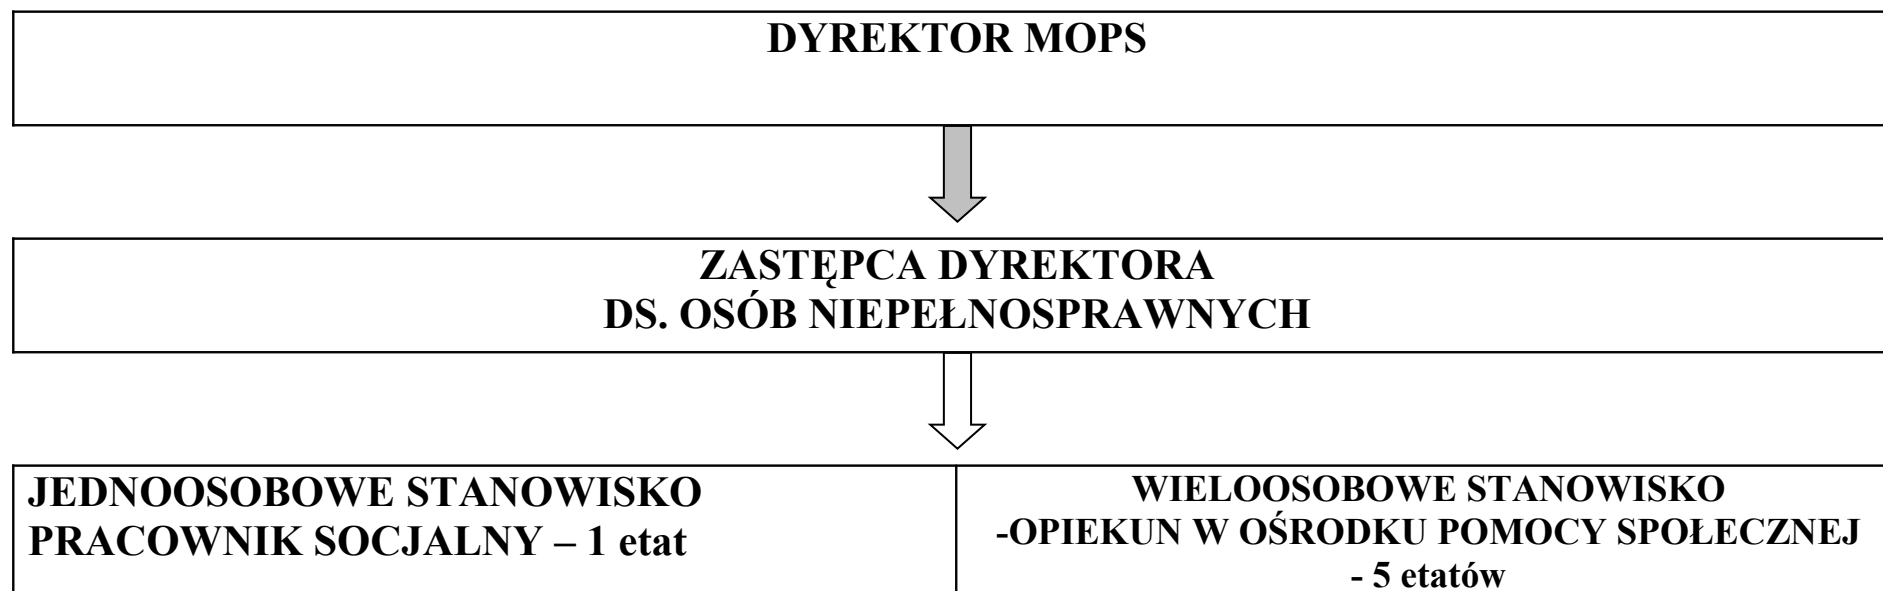 DYREKTOR MOPS
ZASTĘPCA DYREKTORA
DS. OSÓB NIEPEŁNOSPRAWNYCH
JEDNOOSOBOWE STANOWISKO
PRACOWNIK SOCJALNY – 1 etat
WIELOOSOBOWE STANOWISKO
-OPIEKUN W OŚRODKU POMOCY SPOŁECZNEJ
- 5 etatów